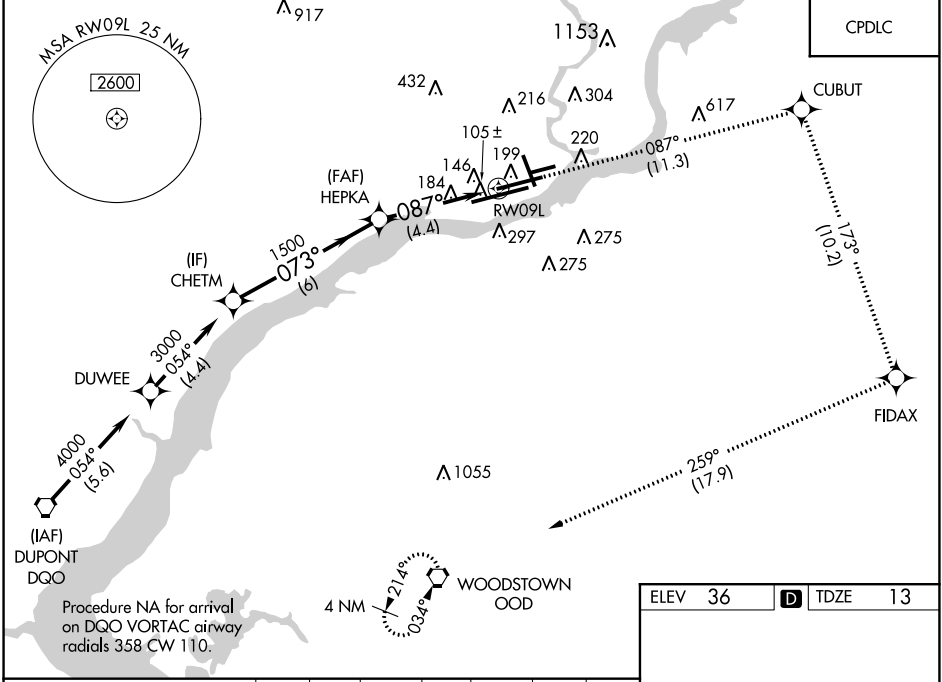 917
MSA RW09L 25 NM
2600
1153
CPDLC
432
216
304
617
CUBUT
105 ±
220
146
199
184
087°
(11.3)
(FAF)
HEPKA
087°
(4.4)
RW09L
297
275
275
173°
(10.2)
1500
073°
(6)
(IF)
CHETM
3000
054°
(4.4)
DUWEE
FIDAX
4000
054°
(5.6)
1055
259°
(17.9)
(IAF)
DUPONT
DQO
214°
034°
4 NM
WOODSTOWN
OOD
Procedure NA for arrival
on DQO VORTAC airway
radials 358 CW 110.
ELEV 36 D TDZE 13